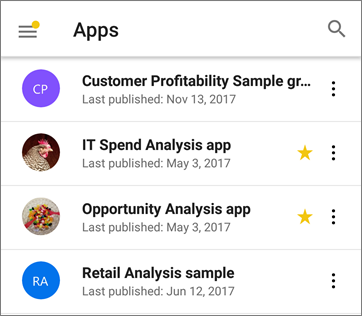 Apps
CP
Customer Profitability Sample gr...
Last published: Nov 13, 2017
IT Spend Analysis app
Last published: May 3, 2017
Opportunity Analysis app
Last published: May 3, 2017
RA
Retail Analysis sample
Last published: Jun 12, 2017